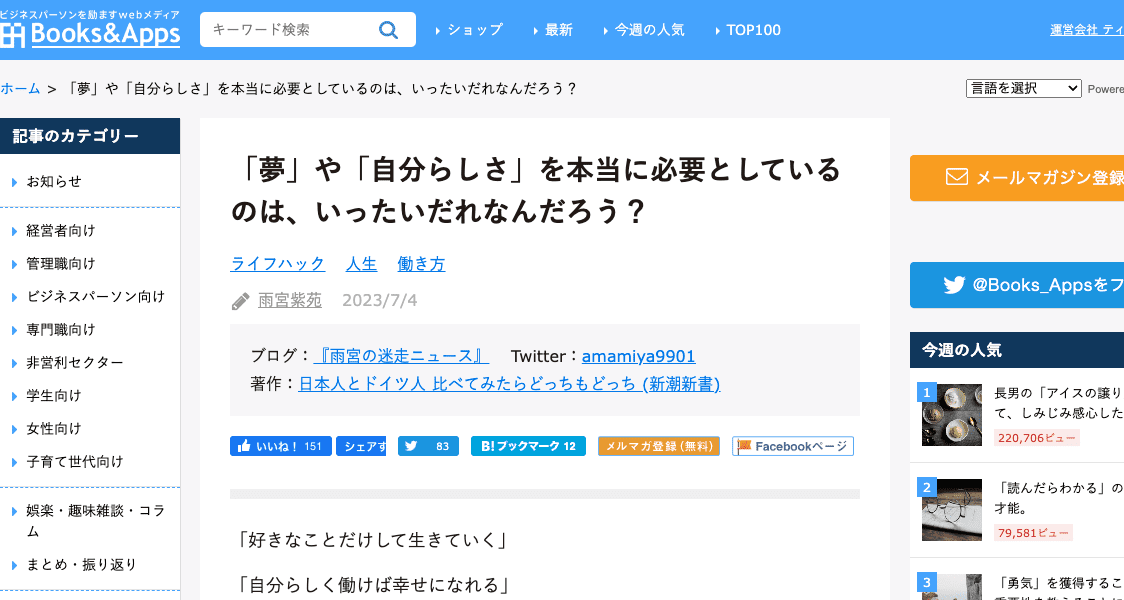 ビジネスパーソンを励ますwebメディア
Books&Apps
キーワード検索
ショップ
最新
今週の人気
TOP100
運営会社 ティ
ホーム > 「夢」や「自分らしさ」を本当に必要としているのは、いったいだれなんだろう？
言語を選択
Powere
記事のカテゴリー
お知らせ
経営者向け
管理職向け
ビジネスパーソン向け
専門職向け
非営利セクター
学生向け
女性向け
子育て世代向け
娯楽・趣味雑談・コラ
ム
まとめ・振り返り
「夢」や「自分らしさ」を本当に必要としている
のは、いったいだれなんだろう？
ライフハック 人生 働き方
雨宮紫苑 2023/7/4
ブログ：『雨宮の迷走ニュース』 Twitter：amamiya9901
著作：日本人とドイツ人 比べてみたらどっちもどっち (新潮新書)
いいね！ 151
シェアす
83
B!ブックマーク 12
メルマガ登録(無料)
Facebookページ
「好きなことだけして生きていく」
「自分らしく働けば幸せになれる」
メールマガジン登録
@Books_Appsをフ
今週の人気
1
長男の「アイスの譲り
て、しみじみ感心した
220,706ビュー
2
「読んだらわかる」の
才能。
79,581ビュー
3
「勇気」を獲得するこ